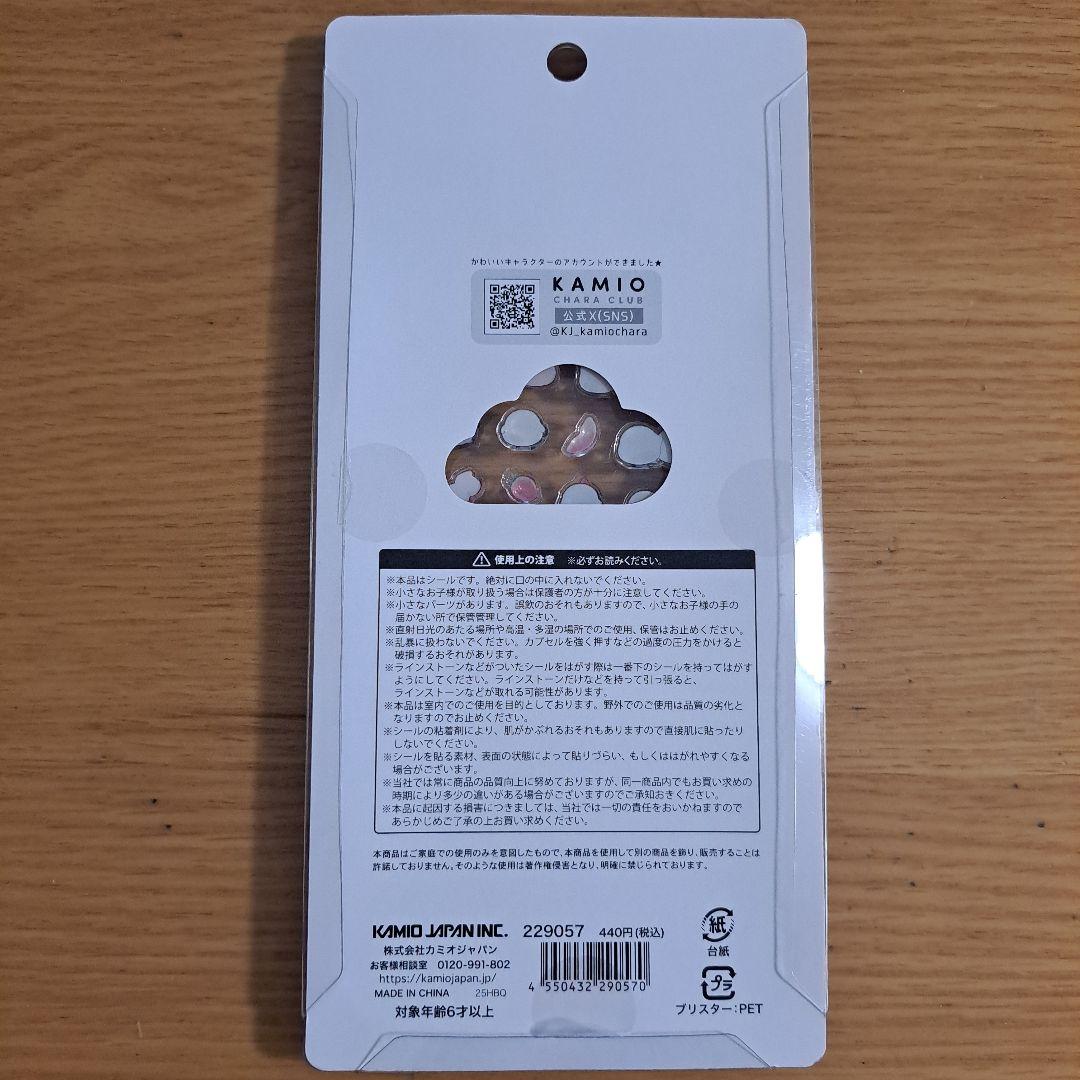 かわいいキャラクターのアカウントができました★
KAMIO
CHARA CLUB
公式X(SNS)
@KJ_kamiochara
使用上の注意 ※必ずお読みください。
※本品はシールです。絶対に口の中に入れないでください。
※小さなお子様が取り扱う場合は保護者の方が十分に注意してください。
※小さなパーツがあります。誤飲のおそれもありますので、小さなお子様の手の
届かない所で保管管理してください。
※直射日光のあたる場所や高温・多湿の場所でのご使用、保管はお止めください。
※乱暴に扱わないでください。カプセルを強く押すなどの過度の圧力をかけると
破損するおそれがあります。
※ラインストーンなどがついたシールをはがす際は一番下のシールを持ってはがす
ようにしてください。ラインストーンだけなどを持って引っ張ると、
ラインストーンなどが取れる可能性があります。
※本品は室内でのご使用を目的としております。野外でのご使用は品質の劣化と
なりますのでお止めください。
※シールの粘着剤により、肌がかぶれるおそれもありますので直接肌に貼ったり
しないでください。
※シールを貼る素材、表面の状態によって貼りづらい、もしくははがれやすくなる
場合がございます。
※当社では常に商品の品質向上に努めておりますが、同一商品内でもお買い求めの
時期により多少の違いがある場合がございますのでご承知おきください。
※本品に起因する損害につきましては、当社では一切の責任をおいかねますので
あらかじめご了承の上お買い求めください。
本商品はご家庭での使用のみを意図したもので、本商品を使用して別の商品を飾り、販売することは
許諾しておりません。そのような使用は著作権侵害となり、明確に禁じられております。
KAMIO JAPAN INC. 229057 440円(税込)
株式会社カミオジャパン
お客様相談室 0120-991-802
https://kamiojapan.jp/
MADE IN CHINA 25HBQ
対象年齢6才以上
4 550432 290570
紙
台紙
プラ
ブリスター:PET